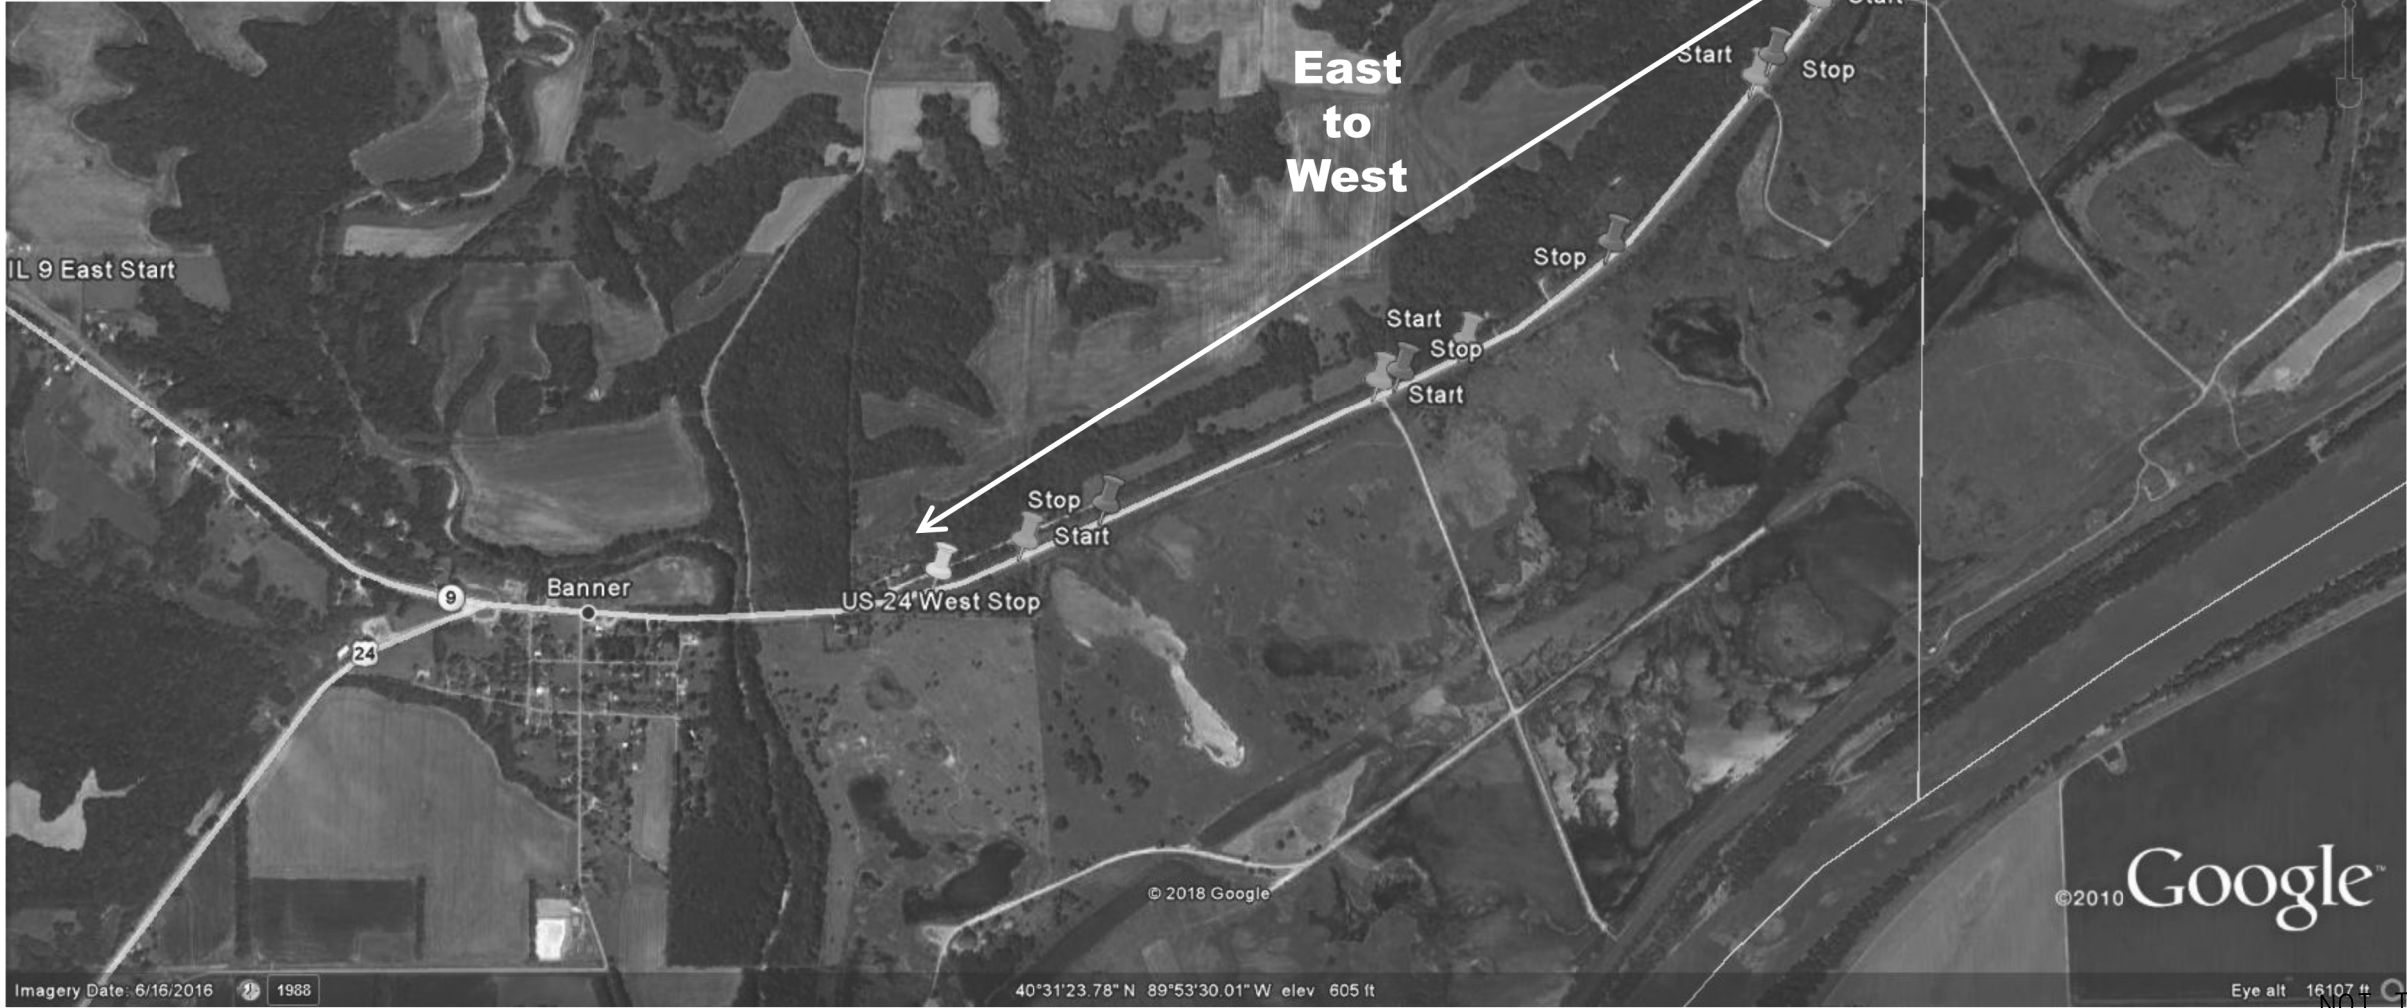 Start
Start
Stop
East
to
West
Stop
IL 9 East Start
Start
Stop
Start
Stop
Start
Banner
9
US 24 West Stop
24
© 2018 Google
©2010 Google™
Imagery Date: 6/16/2016 1988 40°31'23.78" N 89°53'30.01" W elev 605 ft Eye alt 16107 ft